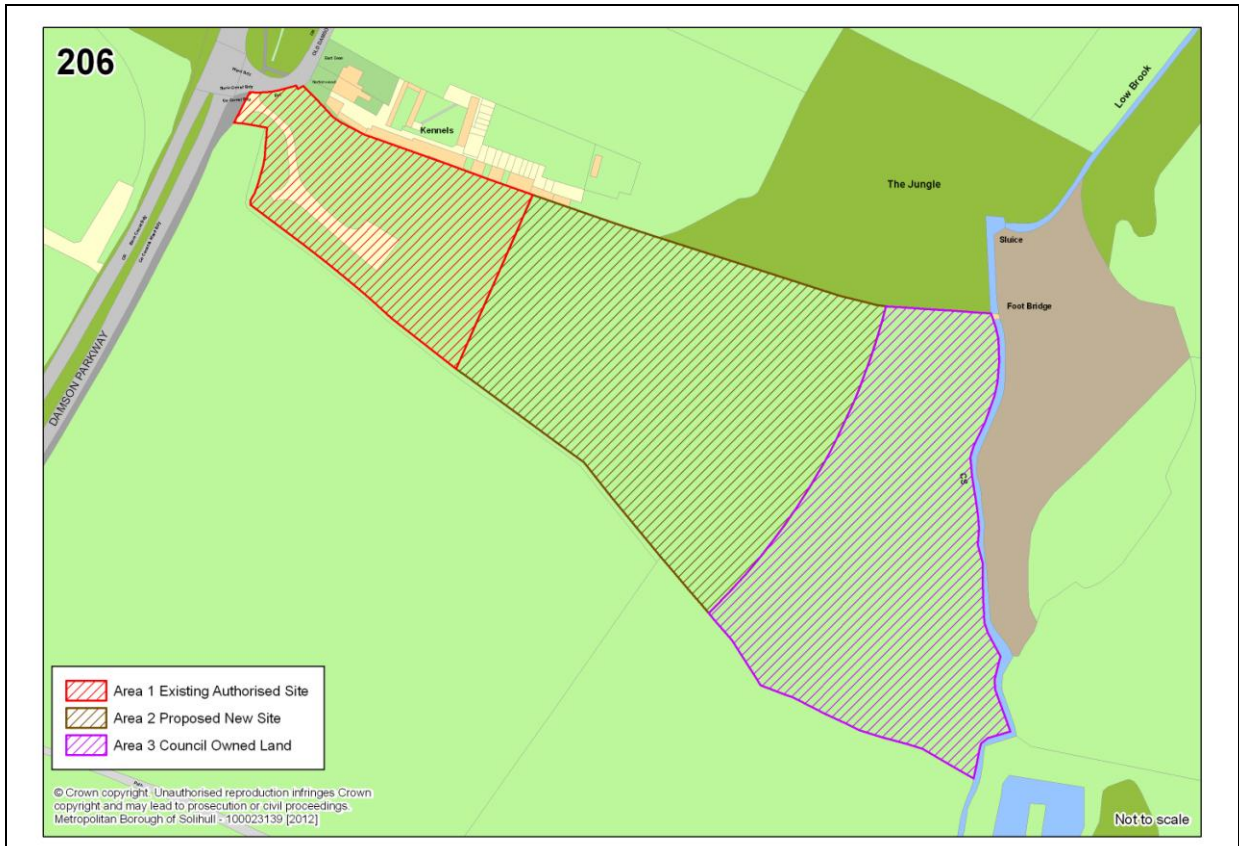 206
Kennels
The Jungle
Low Brook
Sluice
Foot Bridge
CS
DAMSON PARKWAY
Area 1 Existing Authorised Site
Area 2 Proposed New Site
Area 3 Council Owned Land
© Crown copyright. Unauthorised reproduction infringes Crown
copyright and may lead to prosecution or civil proceedings.
Metropolitan Borough of Solihull - 100023139 [2012]
Not to scale